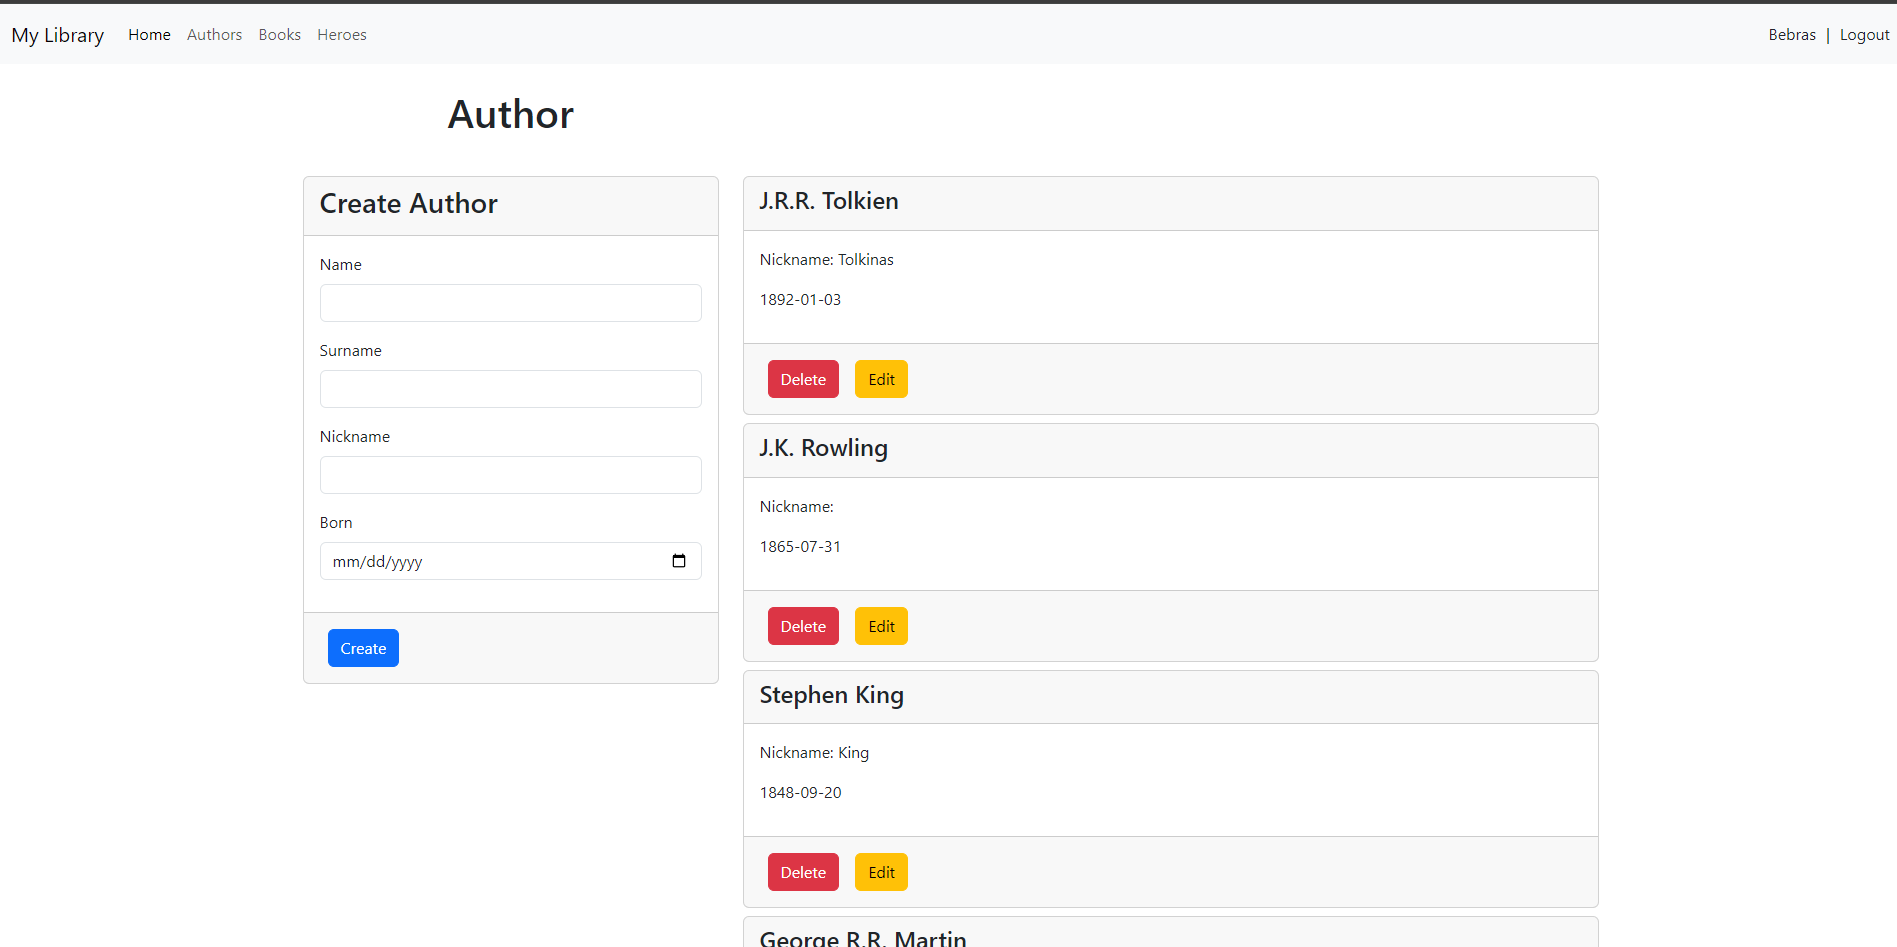 My Library Home Authors Books Heroes Bebras | Logout
Author
Create Author
Name
Surname
Nickname
Born
mm/dd/yyyy
Create
J.R.R. Tolkien
Nickname: Tolkinas
1892-01-03
Delete Edit
J.K. Rowling
Nickname:
1865-07-31
Delete Edit
Stephen King
Nickname: King
1848-09-20
Delete Edit
George R.R. Martin